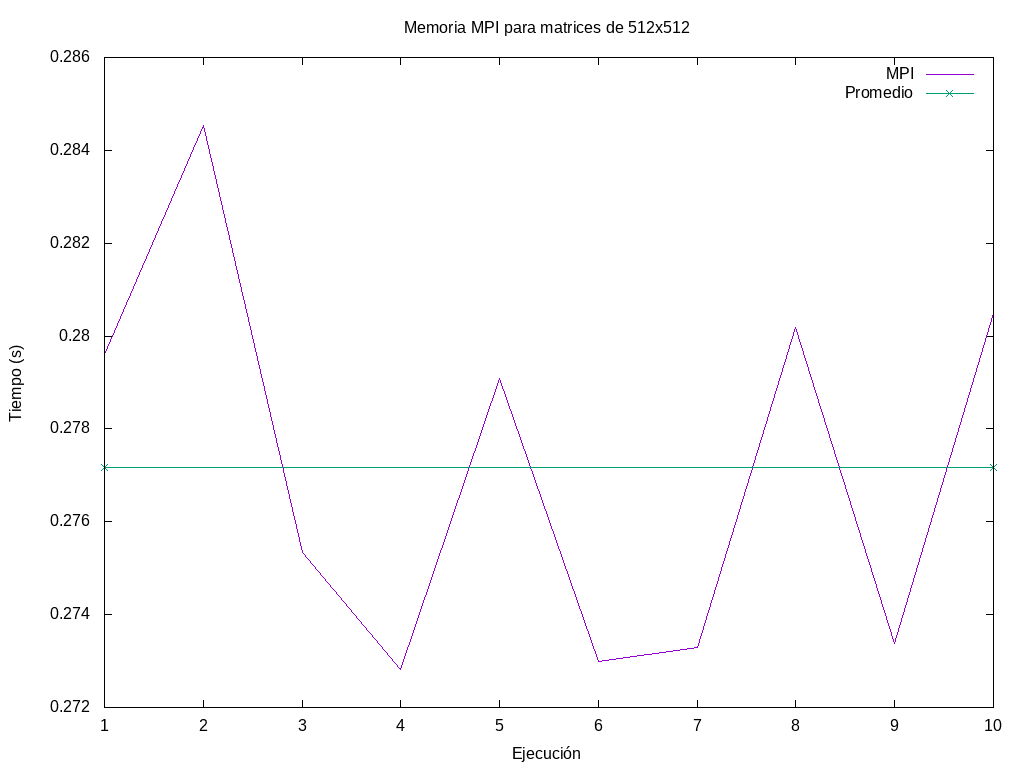 Memoria MPI para matrices de 512x512
MPI
Promedio
0.286
0.284
0.282
0.28
0.278
0.276
0.274
0.272
Tiempo (s)
1 2 3 4 5 6 7 8 9 10
Ejecución